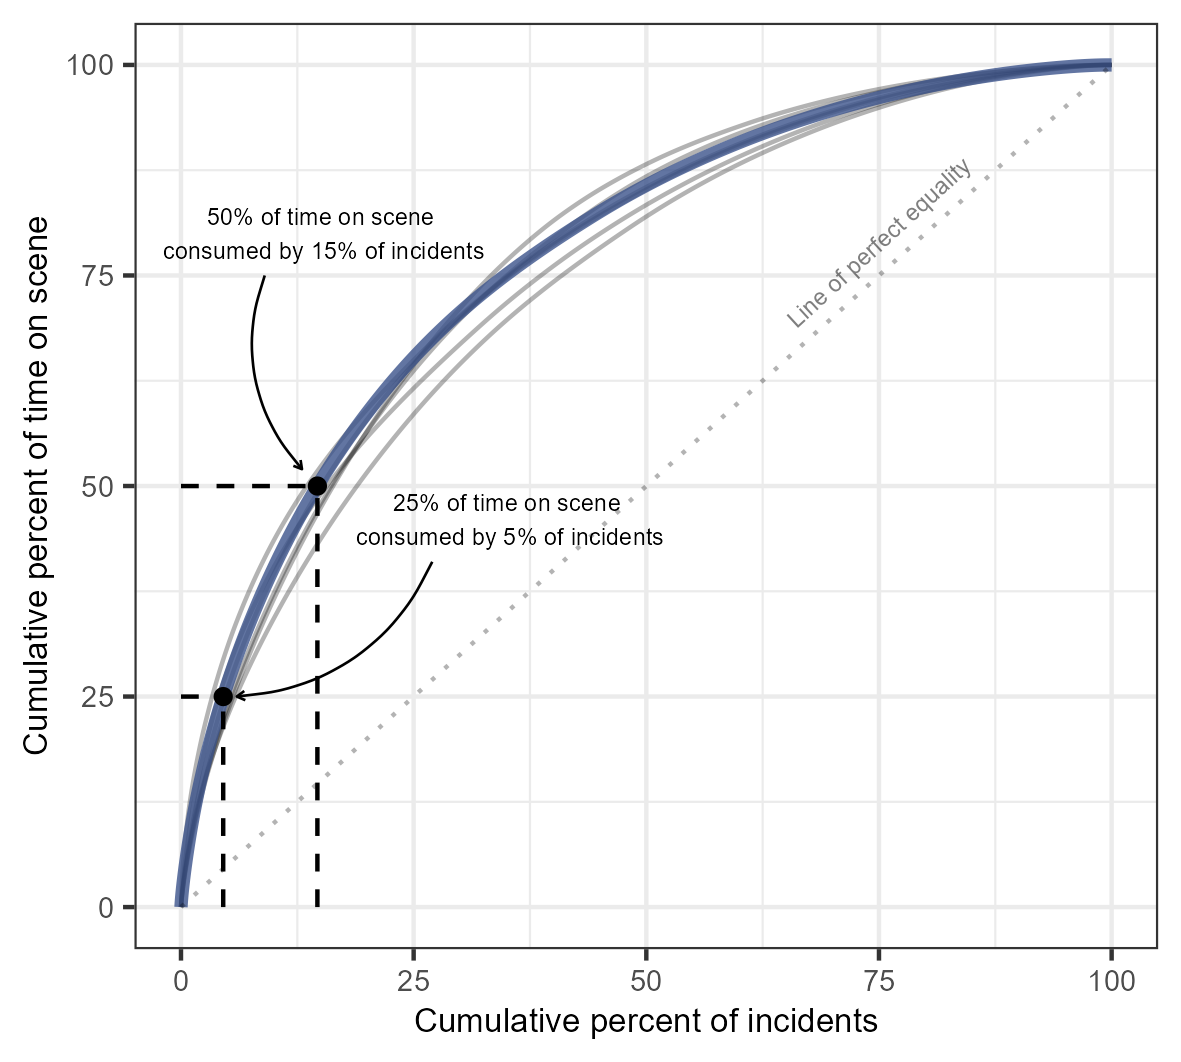 100
75
50
25
0
Cumulative percent of time on scene
50% of time on scene
consumed by 15% of incidents
25% of time on scene
consumed by 5% of incidents
Line of perfect equality
0
25
50
75
100
Cumulative percent of incidents